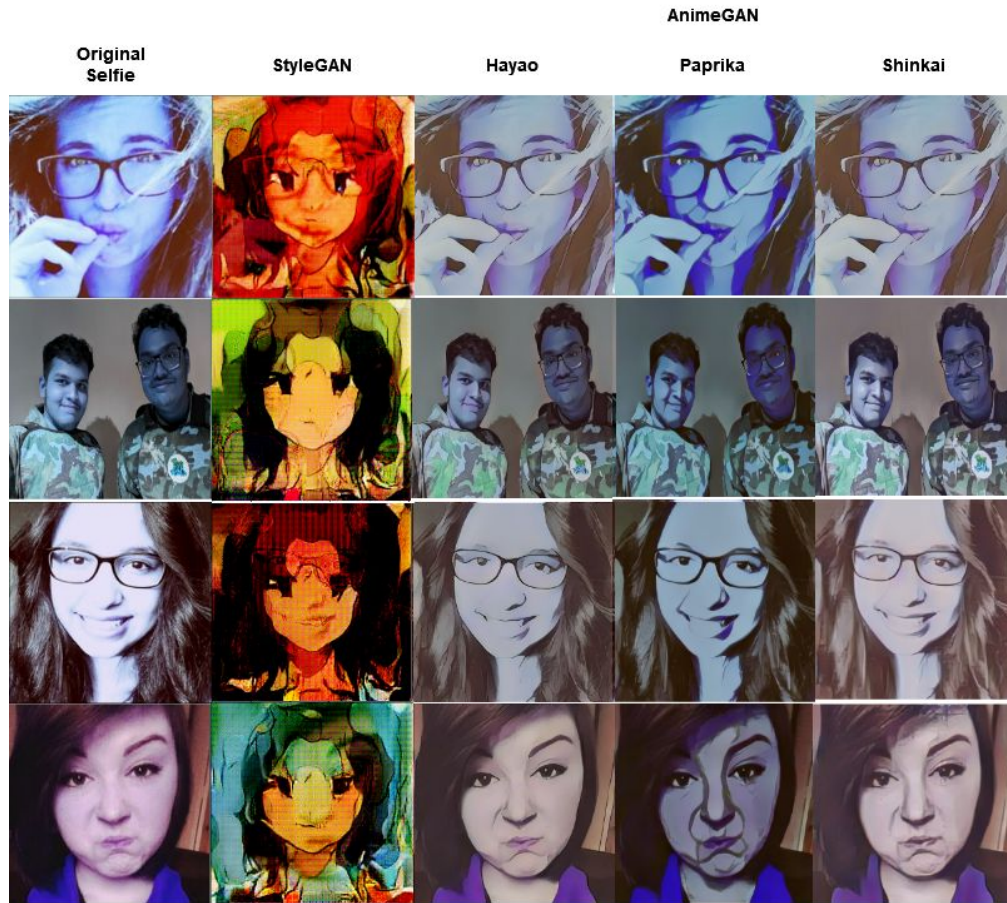 AnimeGAN
Original
Selfie
StyleGAN
Hayao
Paprika
Shinkai